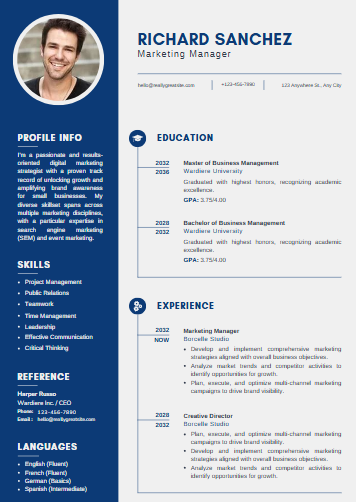 RICHARD SANCHEZ
Marketing Manager
hello@reallygreatsite.com
+123-456-7890
123 Anywhere St., Any City
PROFILE INFO
I'm a passionate and results-
oriented digital marketing
strategist with a proven track
record of unlocking growth and
amplifying brand awareness
for small businesses. My
diverse skillset spans across
multiple marketing disciplines,
with a particular expertise in
search engine marketing
(SEM) and event marketing.
SKILLS
• Project Management
• Public Relations
• Teamwork
• Time Management
• Leadership
• Effective Communication
• Critical Thinking
REFERENCE
Harper Russo
Wardiere Inc. / CEO
Phone: 123-456-7890
Email : hello@reallygreatsite.com
LANGUAGES
• English (Fluent)
• French (Fluent)
• German (Basics)
• Spanish (Intermediate)
EDUCATION
2032
2036
Master of Business Management
Wardiere University
Graduated with highest honors, recognizing academic
excellence.
GPA: 3.75/4.00
2028
2032
Bachelor of Business Management
Wardiere University
Graduated with highest honors, recognizing academic
excellence.
GPA: 3.75/4.00
EXPERIENCE
2032
NOW
Marketing Manager
Borcelle Studio
• Develop and implement comprehensive marketing
strategies aligned with overall business objectives.
• Analyze market trends and competitor activities to
identify opportunities for growth.
• Plan, execute, and optimize multi-channel marketing
campaigns to drive brand visibility.
2028
2032
Creative Director
Borcelle Studio
• Plan, execute, and optimize multi-channel marketing
campaigns to drive brand visibility.
• Develop and implement comprehensive marketing
strategies aligned with overall business objectives.
• Analyze market trends and competitor activities to
identify opportunities for growth.